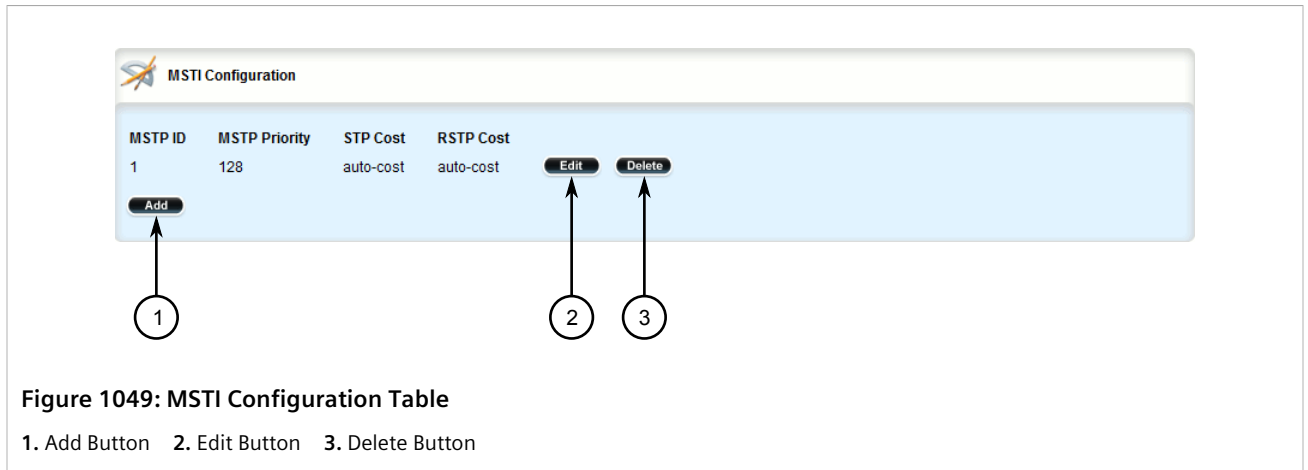 MSTI Configuration
MSTP ID MSTP Priority STP Cost RSTP Cost
1 128 auto-cost auto-cost Edit Delete
Add
1 2 3
Figure 1049: MSTI Configuration Table
1. Add Button 2. Edit Button 3. Delete Button